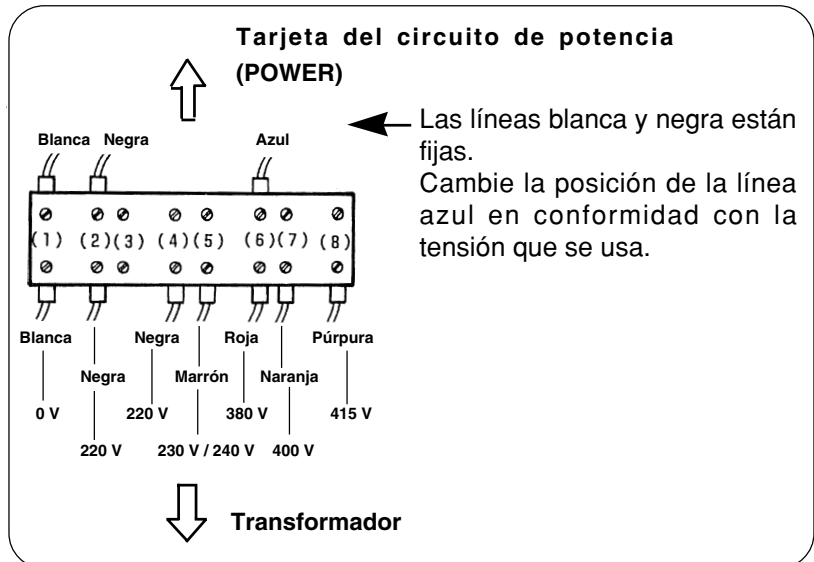 Tarjeta del circuito de potencia
(POWER)
Las líneas blanca y negra están
fijas.
Cambie la posición de la línea
azul en conformidad con la
tensión que se usa.
Blanca Negra Azul
(1) (2) (3) (4) (5) (6) (7) (8)
Blanca Negra Roja Púrpura
Negra Marrón Naranja
0 V 220 V 380 V 415 V
220 V 230 V / 240 V 400 V
Transformador